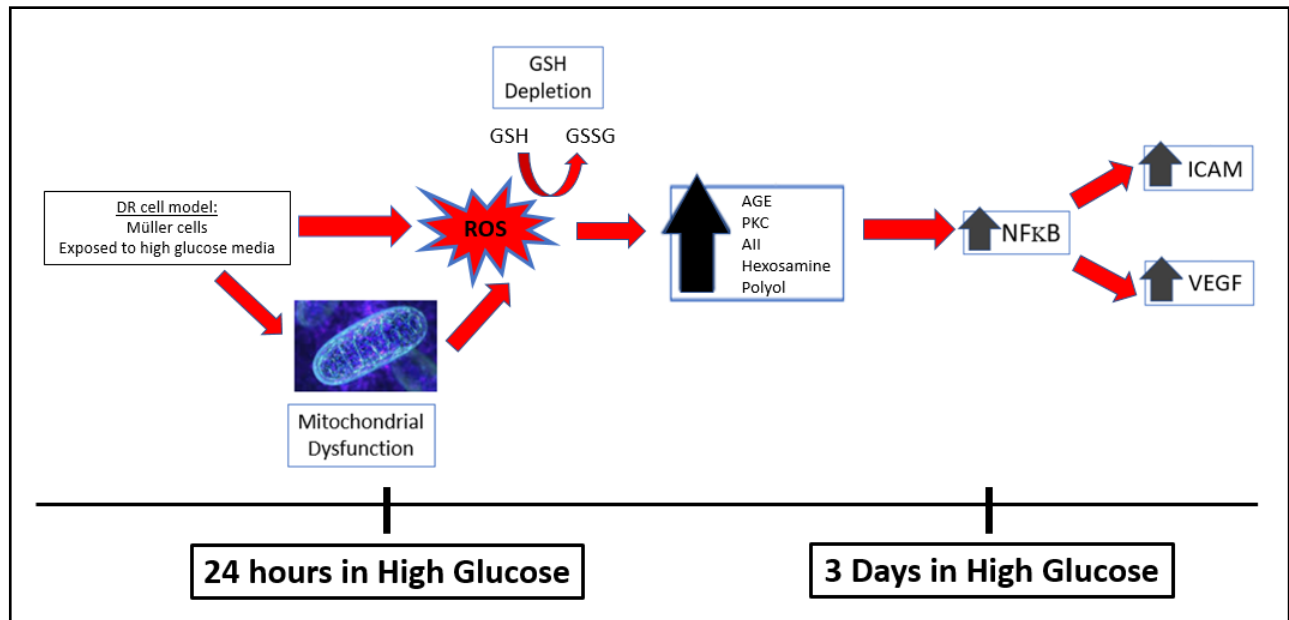 GSH
Depletion
GSH
GSSG
DR cell model:
Müller cells
Exposed to high glucose media
ROS
AGE
PKC
AII
Hexosamine
Polyol
NFκB
ICAM
VEGF
Mitochondrial
Dysfunction
24 hours in High Glucose
3 Days in High Glucose